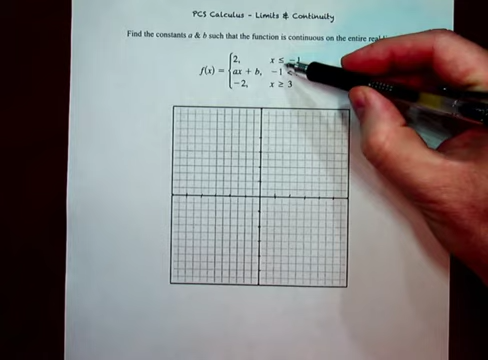 PCS Calculus - Limits & Continuity
Find the constants a & b such that the function is continuous on the entire
f(x) = { 2, x ≤ -1
ax + b, -1 <
-2, x ≥ 3